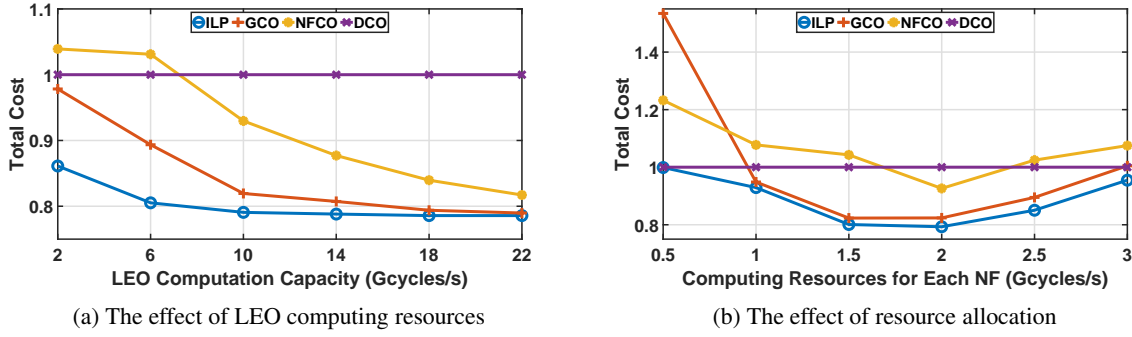 1.1
ILP GCO NFCO DCO
1
0.9
0.8
Total Cost
2 6 10 14 18 22
LEO Computation Capacity (Gcycles/s)
(a) The effect of LEO computing resources
ILP GCO NFCO DCO
1.4
1.2
1
0.8
Total Cost
0.5 1 1.5 2 2.5 3
Computing Resources for Each NF (Gcycles/s)
(b) The effect of resource allocation